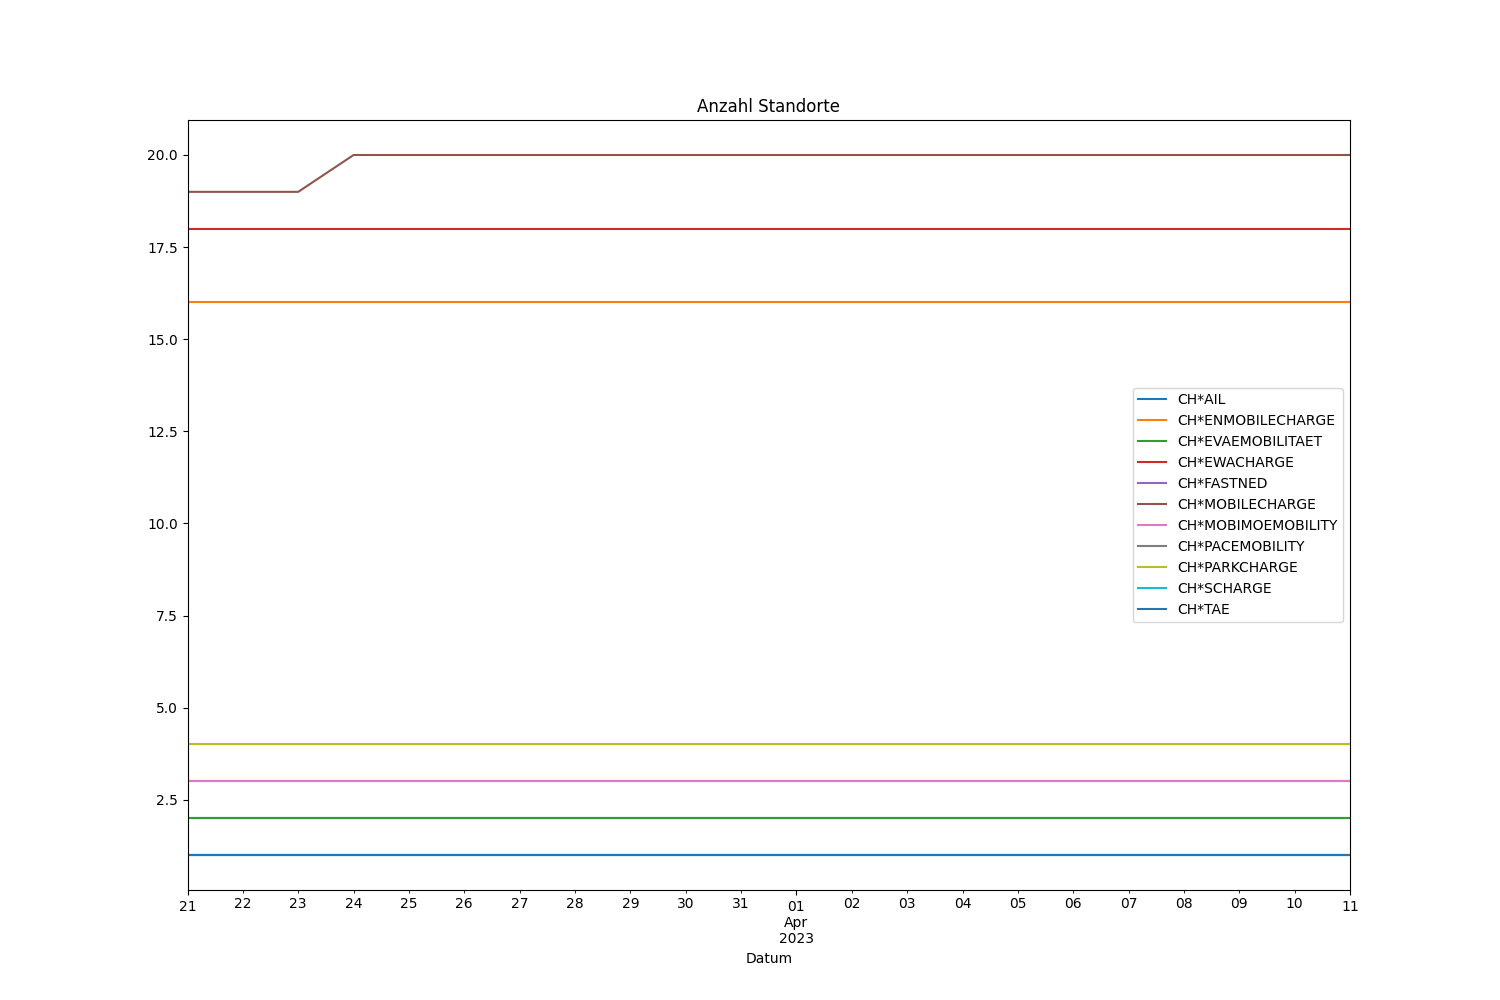 Anzahl Standorte
20.0
17.5
15.0
12.5
10.0
7.5
5.0
2.5
CH*AIL
CH*ENMOBILECHARGE
CH*EVAEMOBILITAET
CH*EWACHARGE
CH*FASTNED
CH*MOBILECHARGE
CH*MOBIMOEMOBILITY
CH*PACEMOBILITY
CH*PARKCHARGE
CH*SCHARGE
CH*TAE
21 22 23 24 25 26 27 28 29 30 31 01 02 03 04 05 06 07 08 09 10 11
Apr
2023
Datum